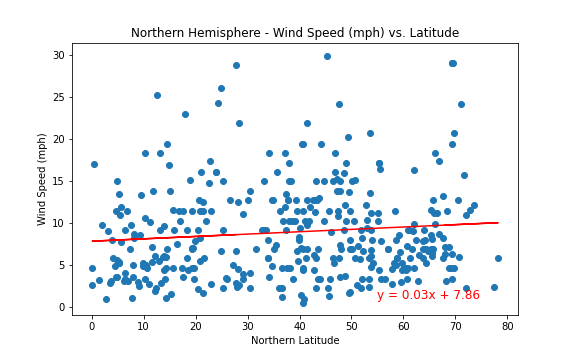 Northern Hemisphere - Wind Speed (mph) vs. Latitude
30
25
20
15
10
5
0
Wind Speed (mph)
y = 0.03x + 7.86
0 10 20 30 40 50 60 70 80
Northern Latitude